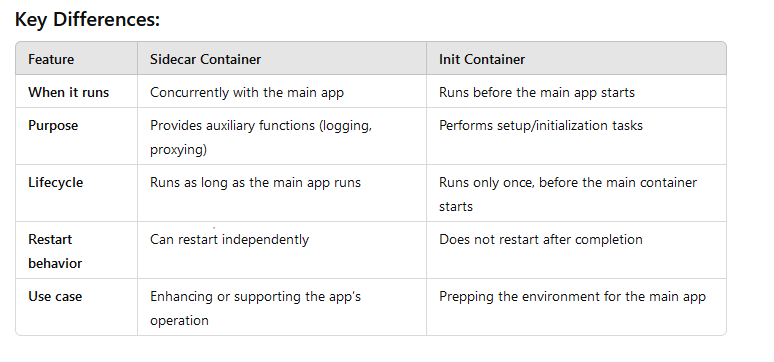 Key Differences:
Feature Sidecar Container Init Container
When it runs Concurrently with the main app Runs before the main app starts
Purpose Provides auxiliary functions (logging, Performs setup/initialization tasks
proxying)
Lifecycle Runs as long as the main app runs Runs only once, before the main container
starts
Restart Can restart independently Does not restart after completion
behavior
Use case Enhancing or supporting the app's Prepping the environment for the main app
operation